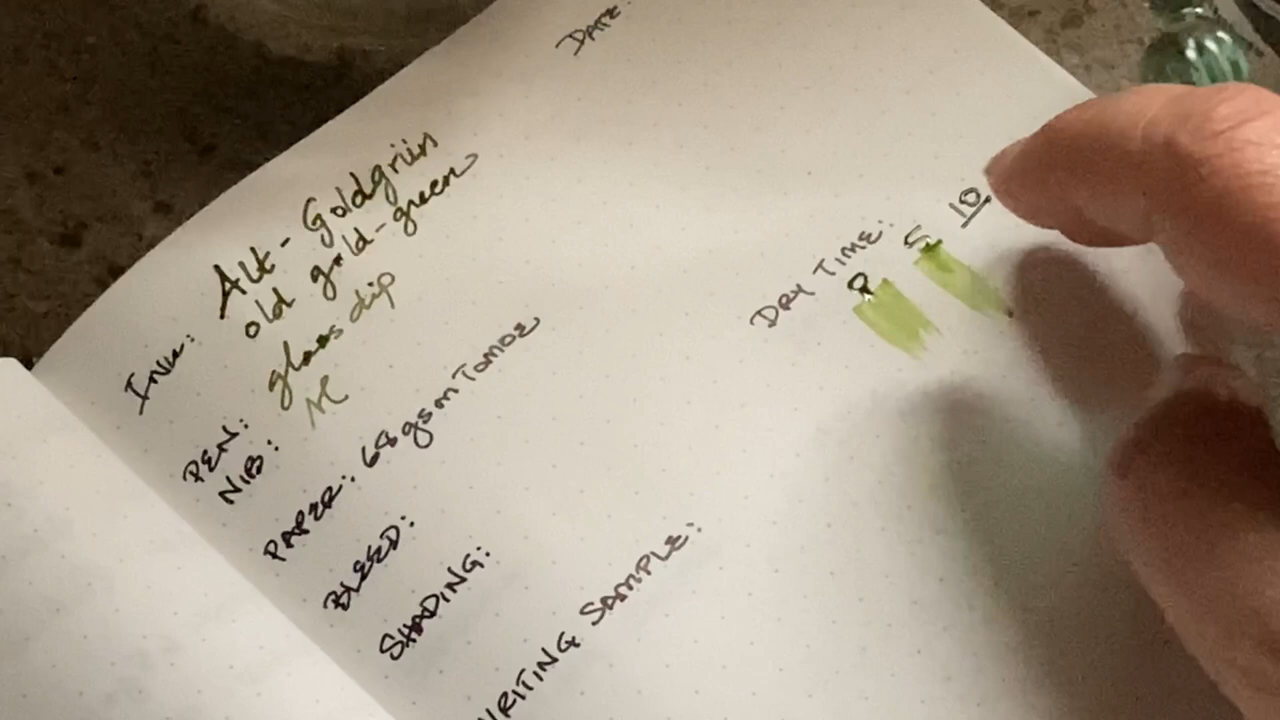 DATE:
INK: Alt-Goldgrün
old gold-green
PEN: glass dip
NIB: M
PAPER: 68gsm TOMOE
BLEED:
SHADING:
WRITING SAMPLE:
DRY TIME: 0 5 10